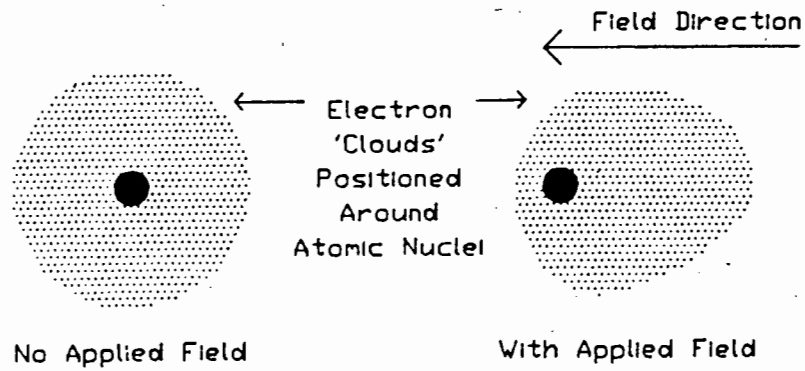 Field Direction
Electron
'Clouds'
Positioned
Around
Atomic Nuclei
No Applied Field
With Applied Field